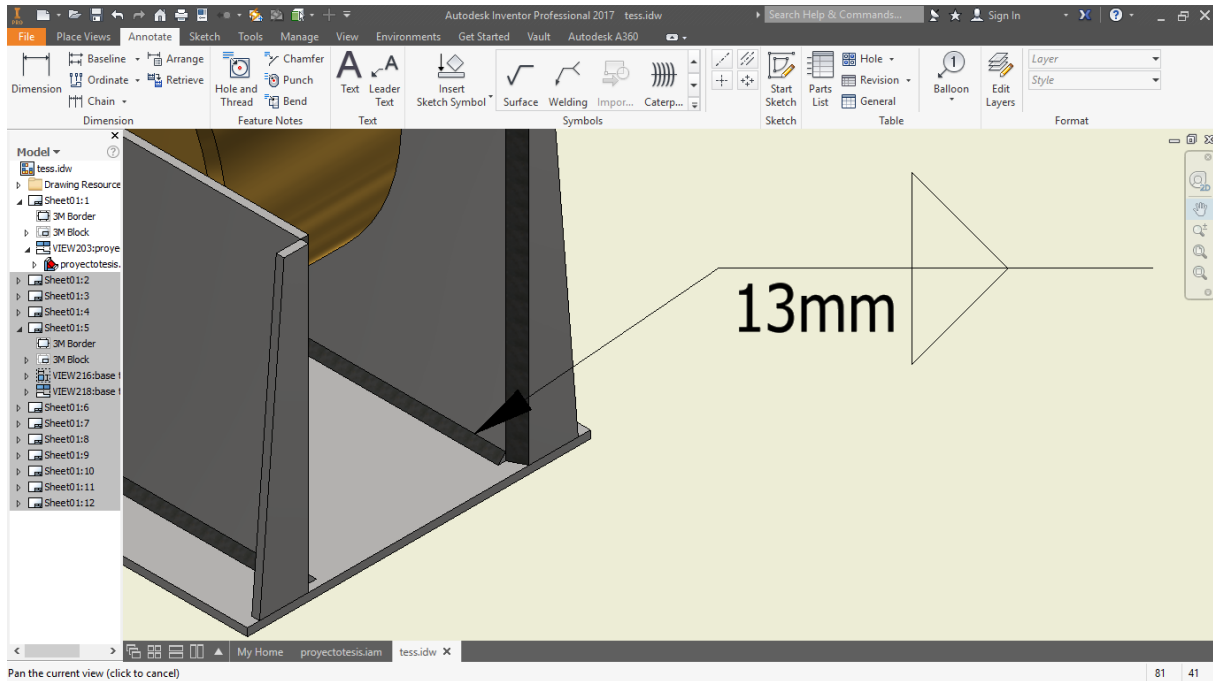 PRO
Autodesk Inventor Professional 2017 tess.idw
Search Help & Commands...
Sign In
File Place Views Annotate Sketch Tools Manage View Environments Get Started Vault Autodesk A360
Dimension
Baseline
Ordinate
Chain
Arrange
Retrieve
Dimension
Hole and Thread
Chamfer
Punch
Bend
Feature Notes
Text
Leader Text
Text
Insert Sketch Symbol
Surface
Welding
Impor...
Caterp...
Symbols
Start Sketch
Sketch
Parts List
Hole
Revision
General
Table
1
Balloon
Edit Layers
Layer
Style
Format
Model
tess.idw
Drawing Resource
Sheet01:1
3M Border
3M Block
VIEW203:proye
proyectotesis.
Sheet01:2
Sheet01:3
Sheet01:4
Sheet01:5
3M Border
3M Block
VIEW216:base t
VIEW218:base t
Sheet01:6
Sheet01:7
Sheet01:8
Sheet01:9
Sheet01:10
Sheet01:11
Sheet01:12
13mm
2D
My Home proyectotesis.iam tess.idw
Pan the current view (click to cancel)
81 41